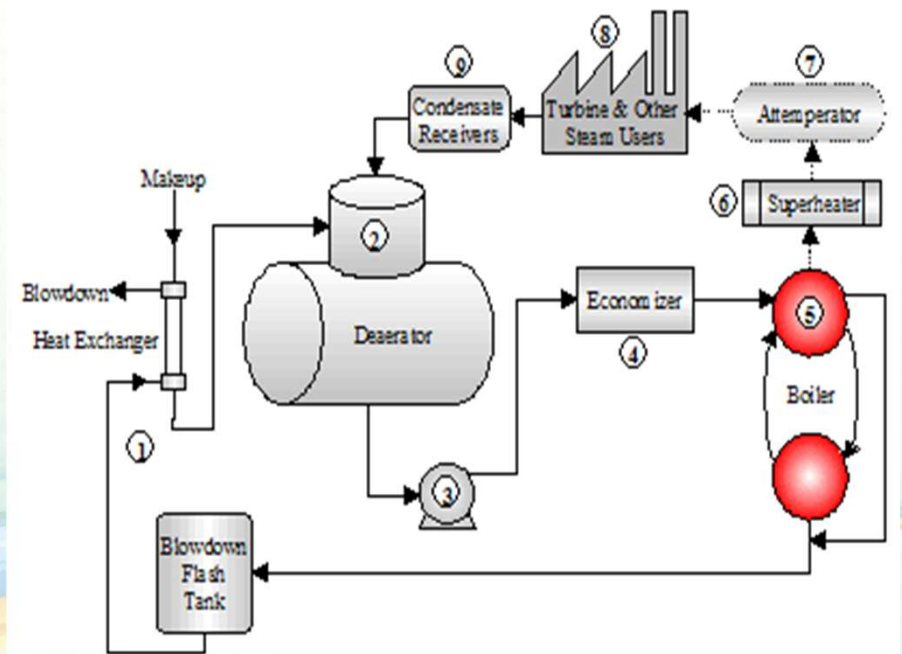 9
8
7
Condensate
Receivers
Turbine & Other
Steam Users
Attemperator
Makeup
6
Superheater
2
Blowdown
Economizer
5
Heat Exchanger
Deaerator
4
Boiler
1
3
Blowdown
Flash
Tank